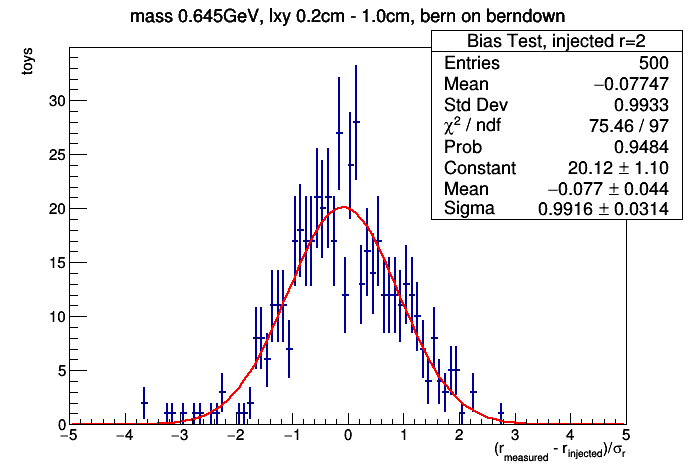 mass 0.645GeV, lxy 0.2cm - 1.0cm, bern on berndown
Bias Test, injected r=2
Entries 500
Mean −0.07747
Std Dev 0.9933
χ² / ndf 75.46 / 97
Prob 0.9484
Constant 20.12 ± 1.10
Mean −0.077 ± 0.044
Sigma 0.9916 ± 0.0314
toys
30
25
20
15
10
5
0
−5 −4 −3 −2 −1 0 1 2 3 4 5
(r_measured - r_injected)/σ_r